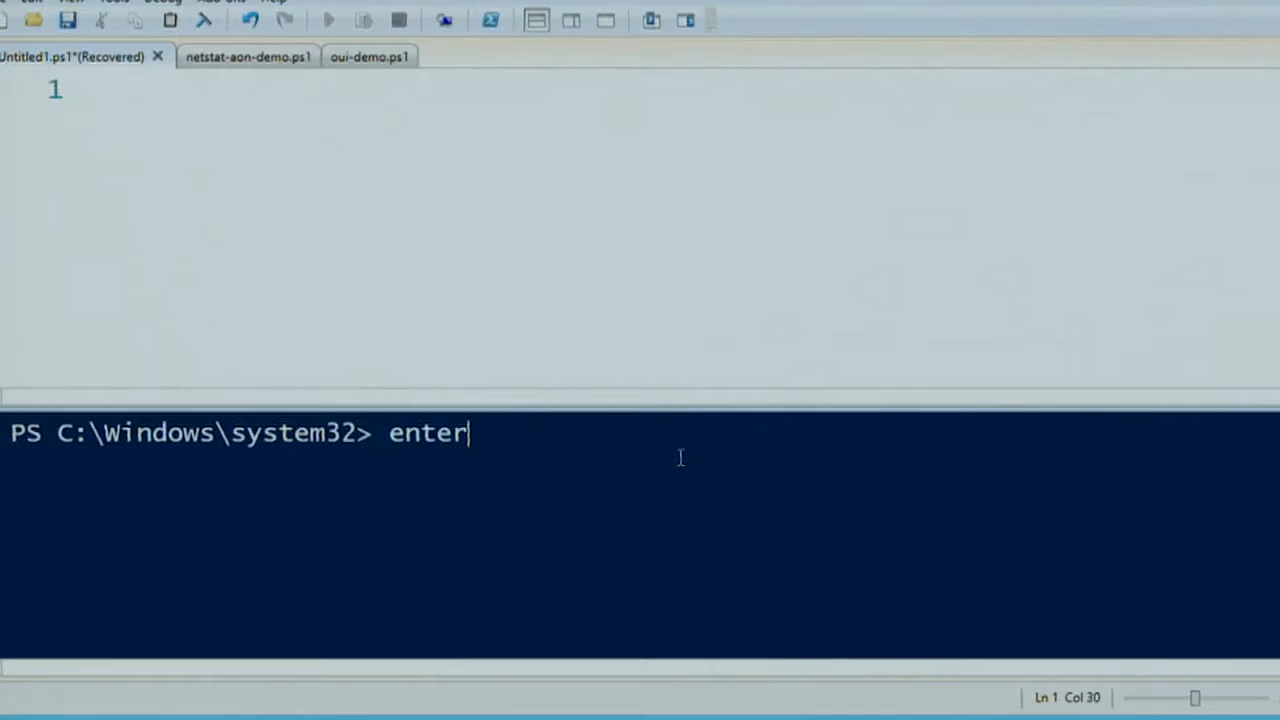 Untitled1.ps1*(Recovered) netstat-aon-demo.ps1 oui-demo.ps1
1
PS C:\Windows\system32> enter
Ln 1 Col 30